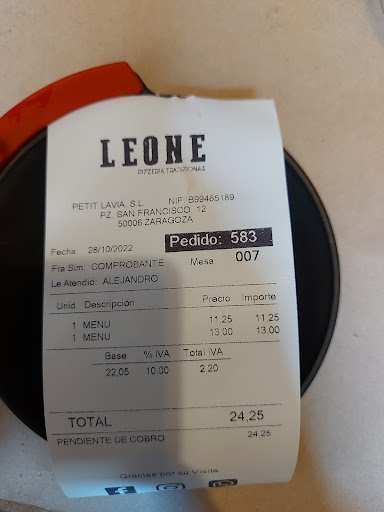 LEONE
PIZZERIA TRADIZIONALE
PETIT LAVIA, S.L. NIF: B99465189
PZ. SAN FRANCISCO 12
50006 ZARAGOZA
Fecha: 28/10/2022 Pedido: 583
Fra Sim: COMPROBANTE Mesa 007
Le Atendió: ALEJANDRO
Unid Descripción Precio Importe
1 MENU 11,25 11,25
1 MENU 13,00 13,00
Base % IVA Total IVA
22,05 10,00 2,20
TOTAL 24,25
PENDIENTE DE COBRO 24,25
Gracias por su Visita